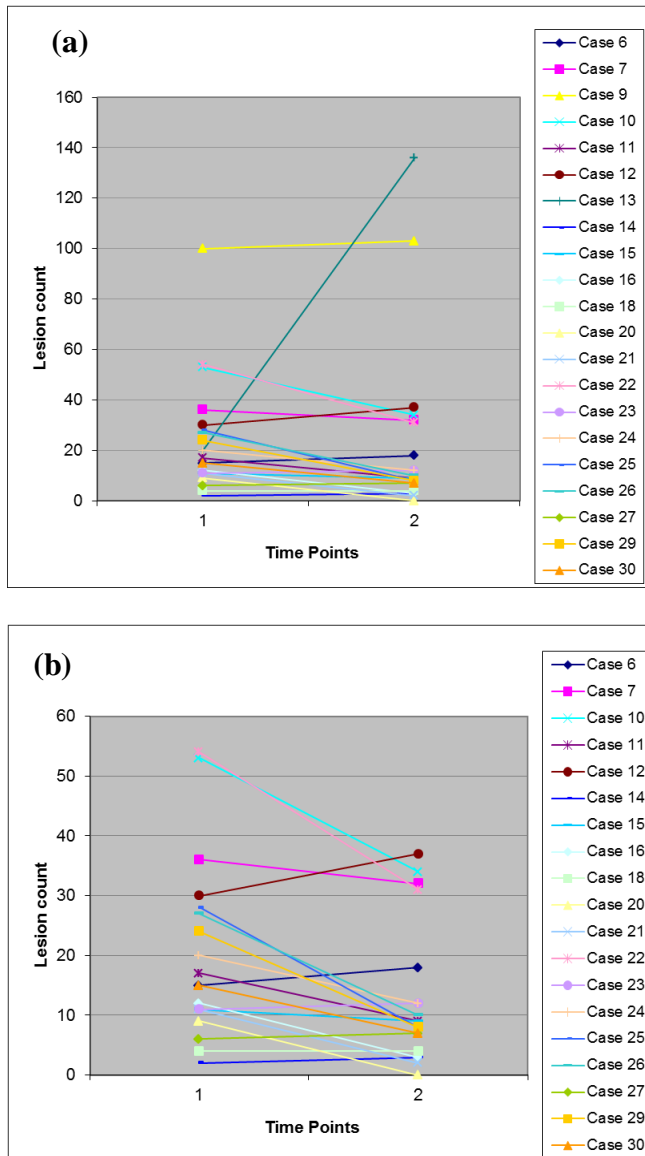 (a)
160
140
120
100
80
60
40
20
0
Lesion count
1 2
Time Points
Case 6
Case 7
Case 9
Case 10
Case 11
Case 12
Case 13
Case 14
Case 15
Case 16
Case 18
Case 20
Case 21
Case 22
Case 23
Case 24
Case 25
Case 26
Case 27
Case 29
Case 30
(b)
60
50
40
30
20
10
0
Lesion count
1 2
Time Points
Case 6
Case 7
Case 10
Case 11
Case 12
Case 14
Case 15
Case 16
Case 18
Case 20
Case 21
Case 22
Case 23
Case 24
Case 25
Case 26
Case 27
Case 29
Case 30